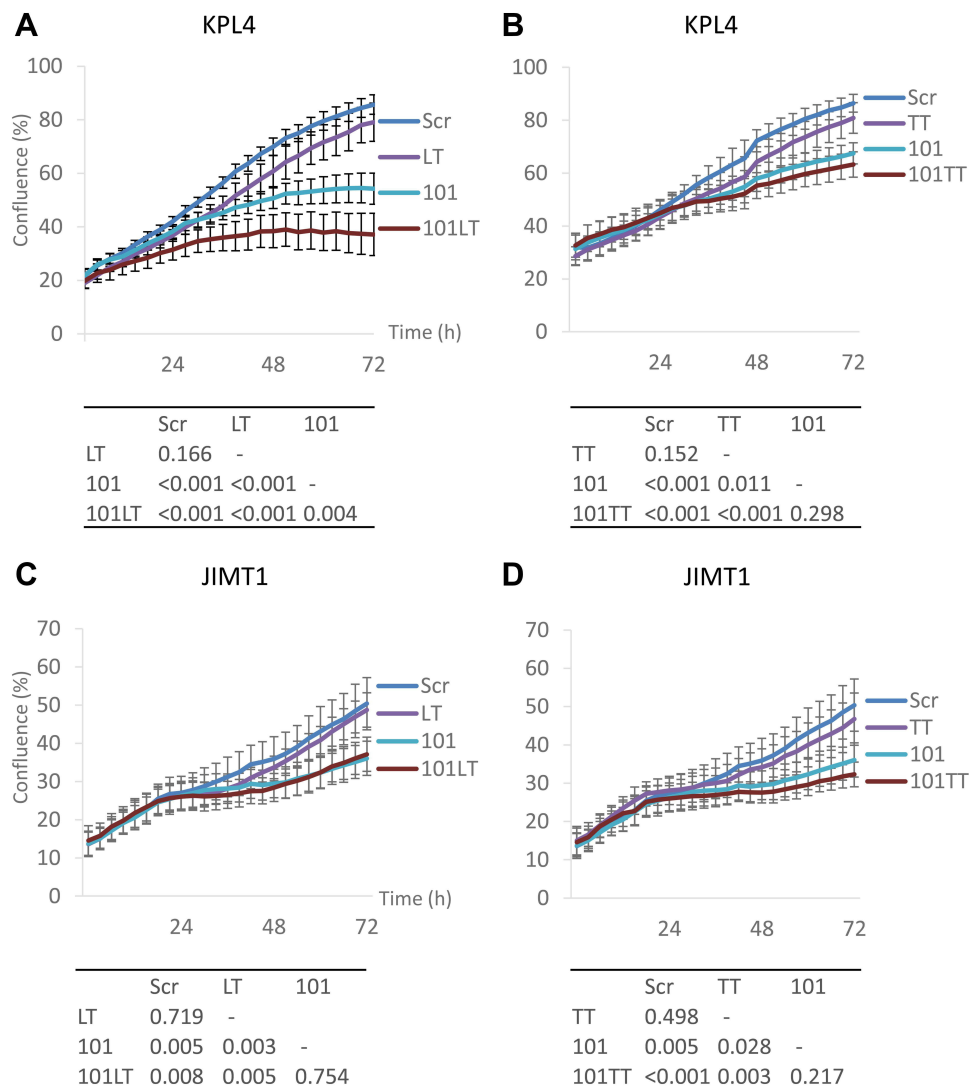 A
KPL4
100
80
60
40
20
0
Confluence (%)
Scr
LT
101
101LT
Time (h)
24 48 72
Scr LT 101
LT 0.166 -
101 <0.001 <0.001 -
101LT <0.001 <0.001 0.004
B
KPL4
100
80
60
40
20
0
Scr
TT
101
101TT
24 48 72
Scr TT 101
TT 0.152 -
101 <0.001 0.011 -
101TT <0.001 <0.001 0.298
C
JIMT1
70
60
50
40
30
20
10
0
Confluence (%)
Scr
LT
101
101LT
Time (h)
24 48 72
Scr LT 101
LT 0.719 -
101 0.005 0.003 -
101LT 0.008 0.005 0.754
D
JIMT1
70
60
50
40
30
20
10
0
Scr
TT
101
101TT
24 48 72
Scr TT 101
TT 0.498 -
101 0.005 0.028 -
101TT <0.001 0.003 0.217